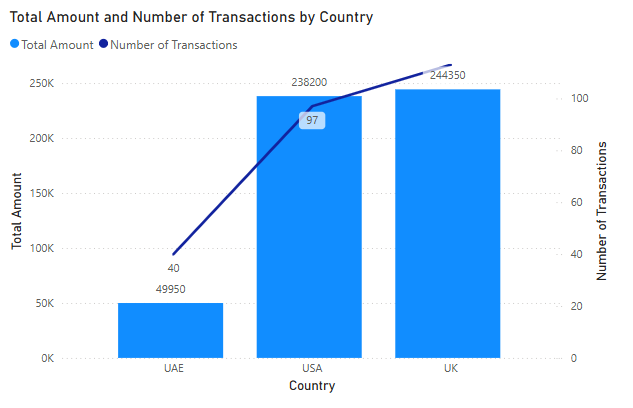 Total Amount and Number of Transactions by Country
Total Amount Number of Transactions
250K
200K
150K
100K
50K
0K
Total Amount
238200
244350
97
40
49950
100
80
60
40
20
0
Number of Transactions
UAE USA UK
Country